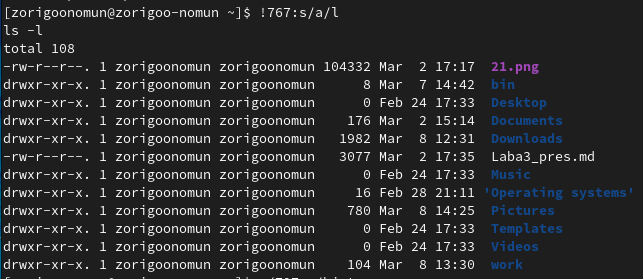 [zorigoonomun@zorigoo-nomun ~]$ !767:s/a/l
ls -l
total 108
-rw-r--r--. 1 zorigoonomun zorigoonomun 104332 Mar  2 17:17  21.png
drwxr-xr-x. 1 zorigoonomun zorigoonomun      8 Mar  7 14:42  bin
drwxr-xr-x. 1 zorigoonomun zorigoonomun      0 Feb 24 17:33  Desktop
drwxr-xr-x. 1 zorigoonomun zorigoonomun    176 Mar  2 15:14  Documents
drwxr-xr-x. 1 zorigoonomun zorigoonomun   1982 Mar  8 12:31  Downloads
-rw-r--r--. 1 zorigoonomun zorigoonomun   3077 Mar  2 17:35  Laba3_pres.md
drwxr-xr-x. 1 zorigoonomun zorigoonomun      0 Feb 24 17:33  Music
drwxr-xr-x. 1 zorigoonomun zorigoonomun     16 Feb 28 21:11 'Operating systems'
drwxr-xr-x. 1 zorigoonomun zorigoonomun    780 Mar  8 14:25  Pictures
drwxr-xr-x. 1 zorigoonomun zorigoonomun      0 Feb 24 17:33  Templates
drwxr-xr-x. 1 zorigoonomun zorigoonomun      0 Feb 24 17:33  Videos
drwxr-xr-x. 1 zorigoonomun zorigoonomun    104 Mar  8 13:30  work